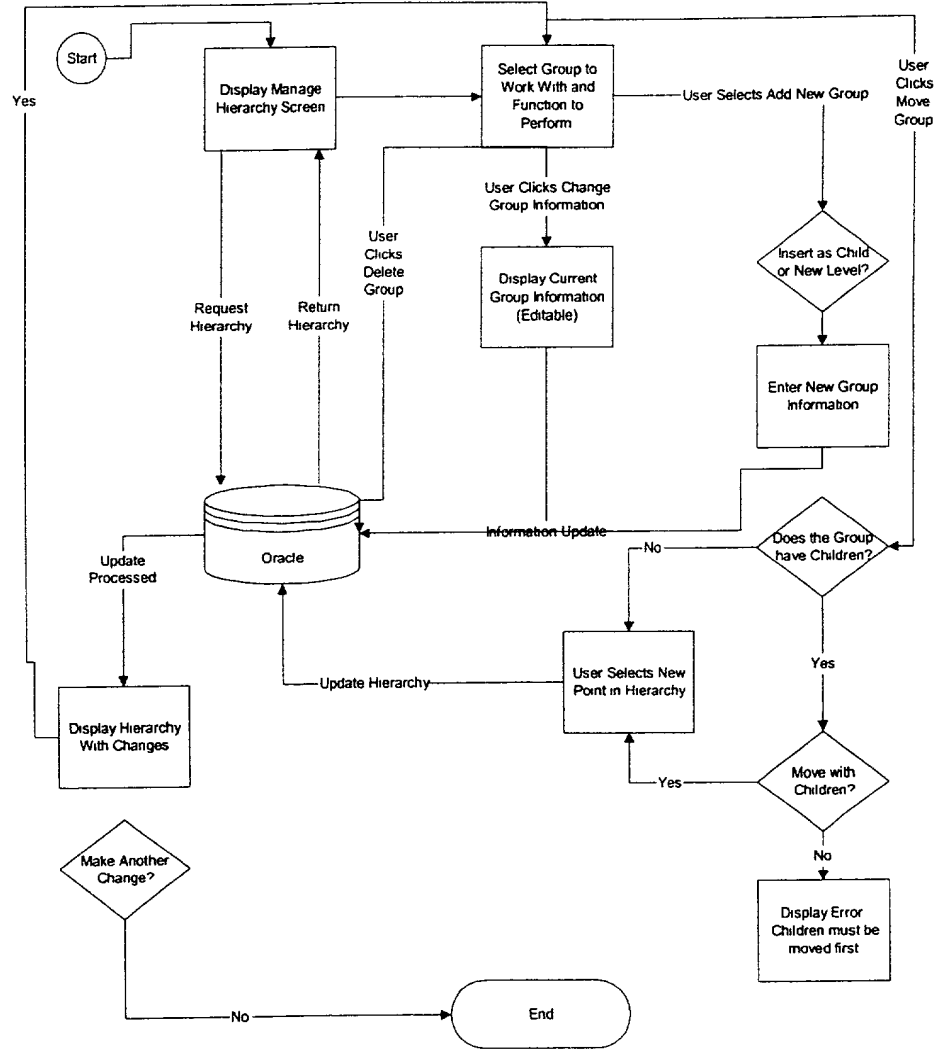 Start
Yes
Display Manage
Hierarchy Screen
Select Group to
Work With and
Function to
Perform
User Selects Add New Group
User
Clicks
Move
Group
User Clicks Change
Group Information
User
Clicks
Delete
Group
Insert as Child
or New Level?
Display Current
Group Information
(Editable)
Request
Hierarchy
Return
Hierarchy
Enter New Group
Information
Oracle
Information Update
Does the Group
have Children?
No
Update
Processed
Yes
User Selects New
Point in Hierarchy
Update Hierarchy
Display Hierarchy
With Changes
Move with
Children?
Yes
No
Make Another
Change?
Display Error
Children must be
moved first
No
End